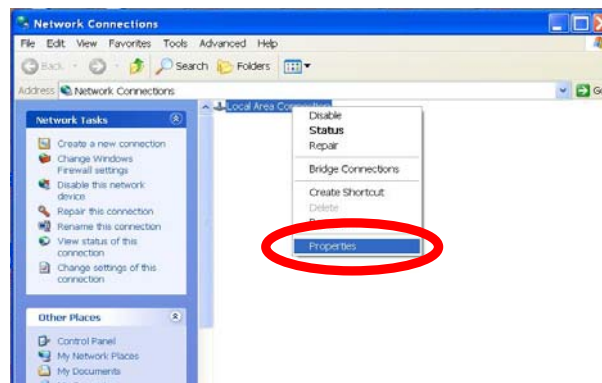 Network Connections
File Edit View Favorites Tools Advanced Help
Back Search Folders
Address Network Connections
Network Tasks
Create a new connection
Change Windows
Firewall settings
Disable this network
device
Repair this connection
Rename this connection
View status of this
connection
Change settings of this
connection
Other Places
Control Panel
My Network Places
My Documents
Local Area
Disable
Status
Repair
Bridge Connections
Create Shortcut
Delete
Properties